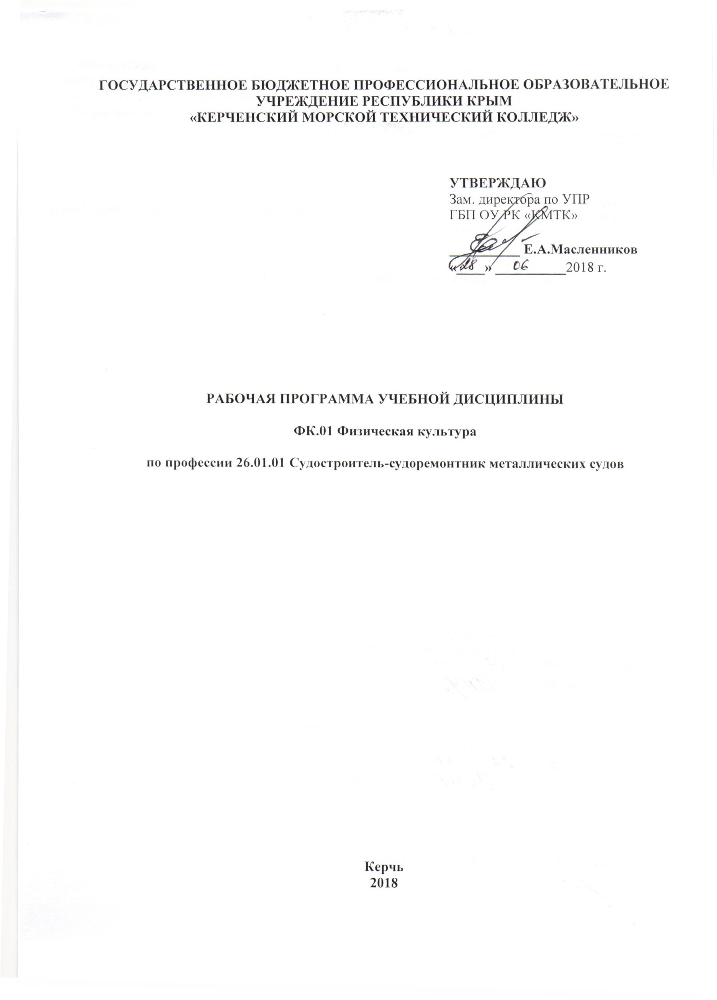 ГОСУДАРСТВЕННОЕ БЮДЖЕТНОЕ ПРОФЕССИОНАЛЬНОЕ ОБРАЗОВАТЕЛЬНОЕ
УЧРЕЖДЕНИЕ РЕСПУБЛИКИ КРЫМ
«КЕРЧЕНСКИЙ МОРСКОЙ ТЕХНИЧЕСКИЙ КОЛЛЕДЖ»
УТВЕРЖДАЮ
Зам. директора по УПР
ГБП ОУ РК «КМТК»
____________ Е.А.Масленников
«28» 06 2018 г.
РАБОЧАЯ ПРОГРАММА УЧЕБНОЙ ДИСЦИПЛИНЫ
ФК.01 Физическая культура
по профессии 26.01.01 Судостроитель-судоремонтник металлических судов
Керчь
2018